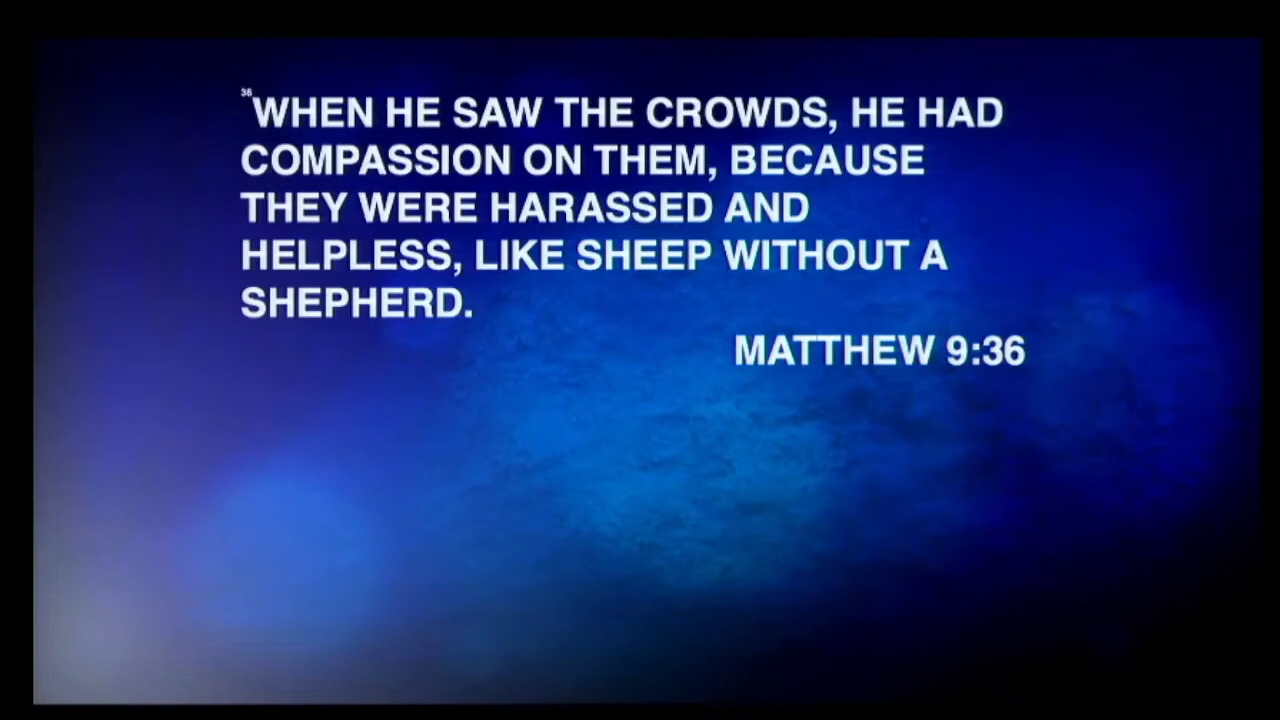 36WHEN HE SAW THE CROWDS, HE HAD
COMPASSION ON THEM, BECAUSE
THEY WERE HARASSED AND
HELPLESS, LIKE SHEEP WITHOUT A
SHEPHERD.
MATTHEW 9:36